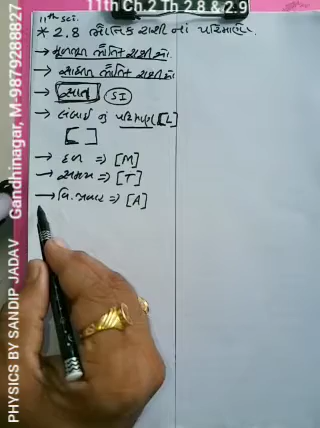 11th Ch.2 Th 2.8 & 2.9
11th sci.
* 2.8 ભૌતિક રાશીનાં પરિમાણ.
→ મૂળભૂત ભૌતિક રાશીઓ.
→ સાધિત ભૌતિક રાશીઓ
→ સાત (SI)
→ લંબાઈ નું પરિમાણ [L]
[ ]
→ દળ ⇒ [M]
→ સમય ⇒ [T]
→ વિ. પ્રવાહ ⇒ [A]
PHYSICS BY SANDIP JADAV Gandhinagar, M-9879288827